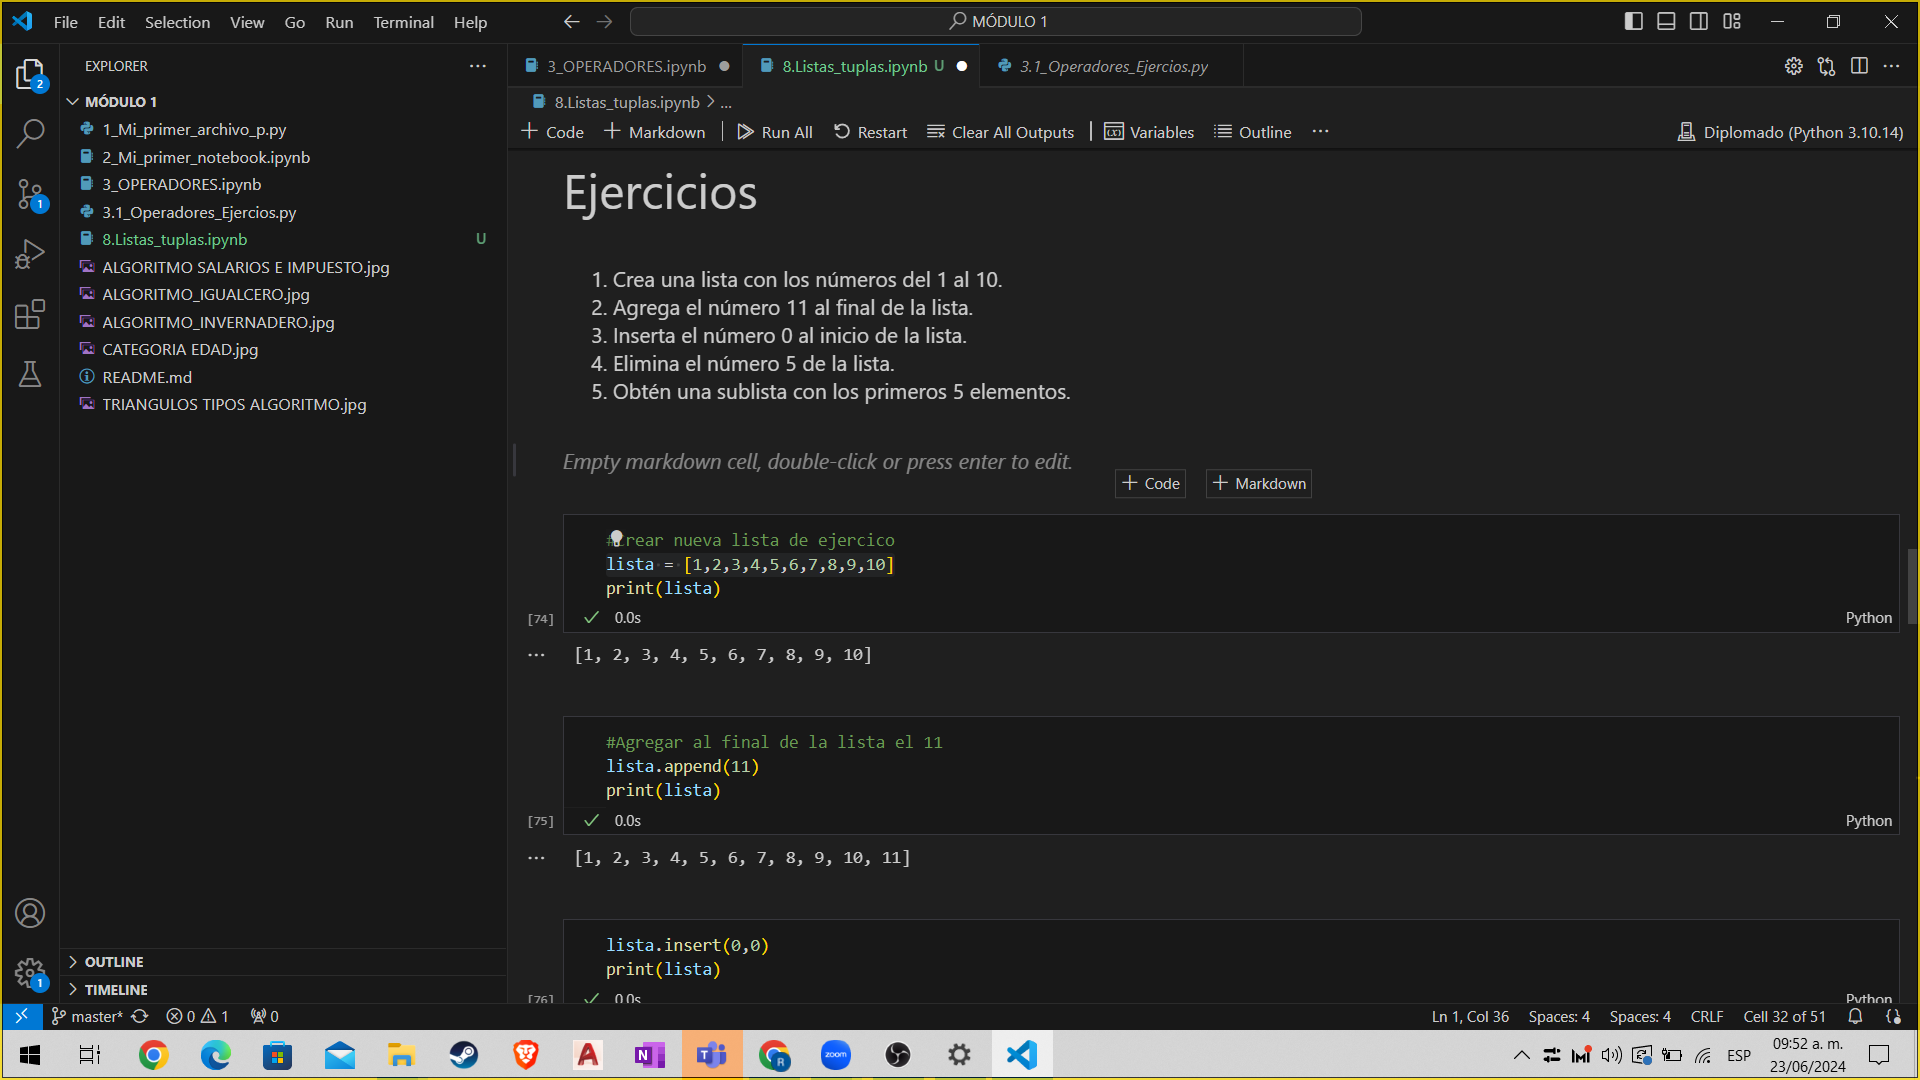 File Edit Selection View Go Run Terminal Help
MÓDULO 1
EXPLORER
MÓDULO 1
1_Mi_primer_archivo_p.py
2_Mi_primer_notebook.ipynb
3_OPERADORES.ipynb
3.1_Operadores_Ejercios.py
8.Listas_tuplas.ipynb U
ALGORITMO SALARIOS E IMPUESTO.jpg
ALGORITMO_IGUALCERO.jpg
ALGORITMO_INVERNADERO.jpg
CATEGORIA EDAD.jpg
README.md
TRIANGULOS TIPOS ALGORITMO.jpg
OUTLINE
TIMELINE
2
1
1
3_OPERADORES.ipynb
8.Listas_tuplas.ipynb U
3.1_Operadores_Ejercios.py
8.Listas_tuplas.ipynb > ...
+ Code + Markdown Run All Restart Clear All Outputs Variables Outline ...
Diplomado (Python 3.10.14)
Ejercicios
1. Crea una lista con los números del 1 al 10.
2. Agrega el número 11 al final de la lista.
3. Inserta el número 0 al inicio de la lista.
4. Elimina el número 5 de la lista.
5. Obtén una sublista con los primeros 5 elementos.
Empty markdown cell, double-click or press enter to edit.
+ Code + Markdown
#Crear nueva lista de ejercico
lista = [1,2,3,4,5,6,7,8,9,10]
print(lista)
[74] 0.0s Python
[1, 2, 3, 4, 5, 6, 7, 8, 9, 10]
#Agregar al final de la lista el 11
lista.append(11)
print(lista)
[75] 0.0s Python
[1, 2, 3, 4, 5, 6, 7, 8, 9, 10, 11]
lista.insert(0,0)
print(lista)
[76] 0.0s Python
master* 0 1 0
Ln 1, Col 36 Spaces: 4 Spaces: 4 CRLF Cell 32 of 51
zoom
ESP
09:52 a. m.
23/06/2024